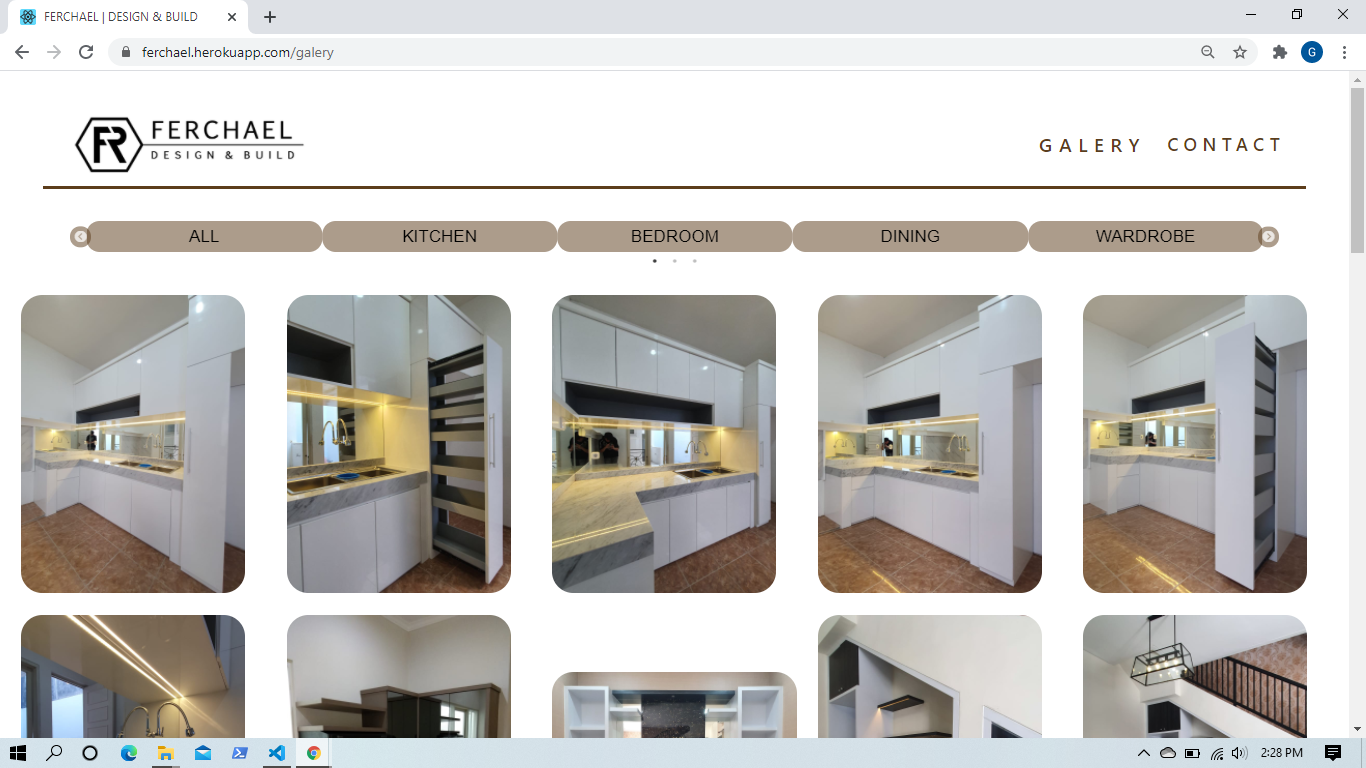 FERCHAEL | DESIGN & BUILD
ferchael.herokuapp.com/galery
G
FR FERCHAEL
DESIGN & BUILD
GALERY CONTACT
ALL KITCHEN BEDROOM DINING WARDROBE
2:28 PM